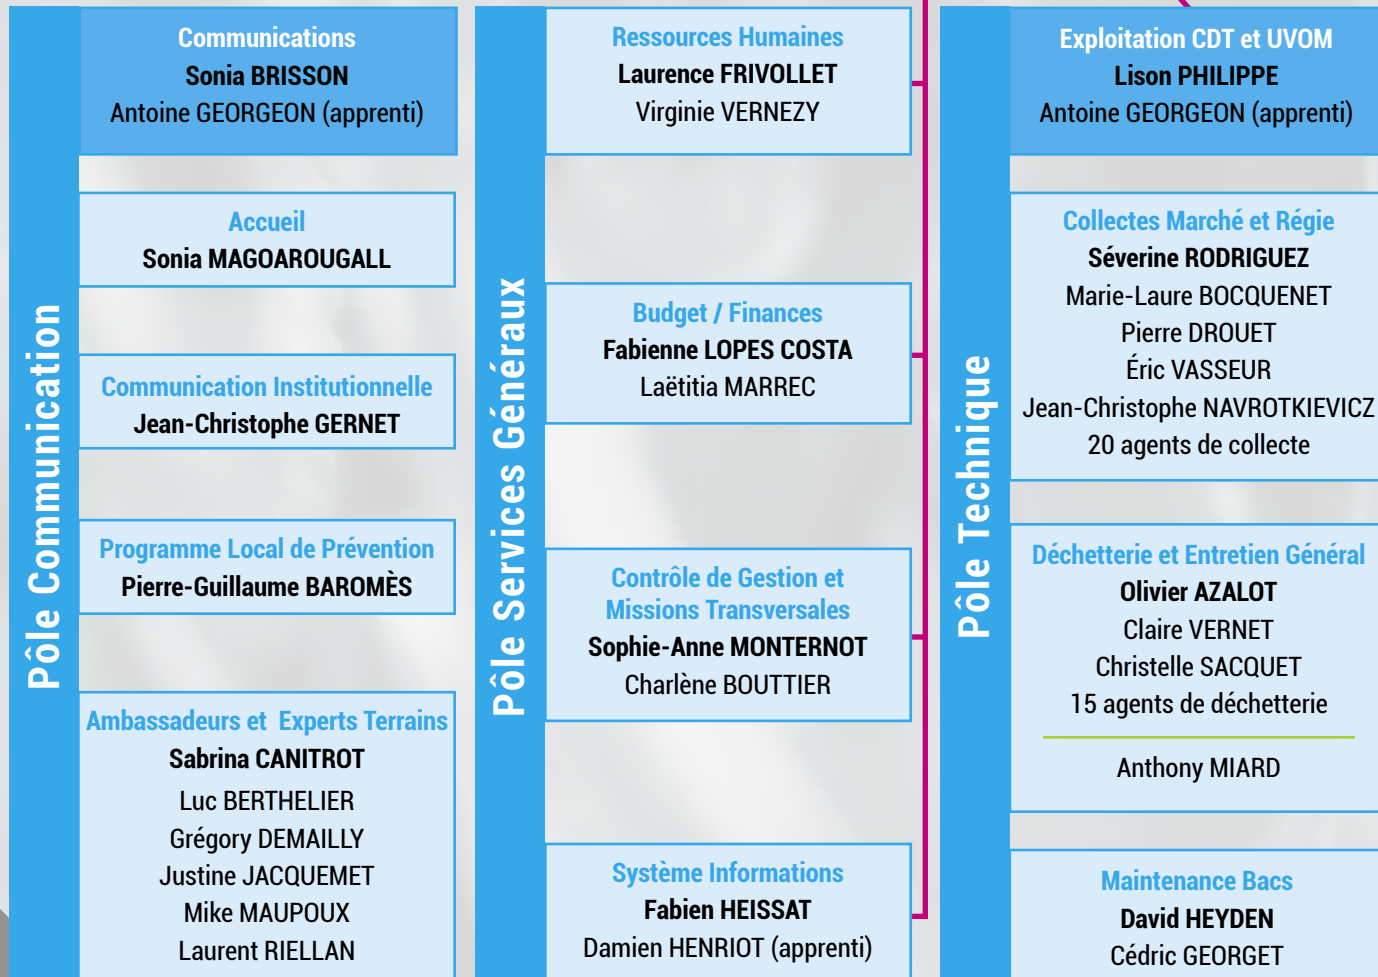 Pôle Communication
Communications
Sonia BRISSON
Antoine GEORGEON (apprenti)
Accueil
Sonia MAGOAROUGALL
Communication Institutionnelle
Jean-Christophe GERNET
Programme Local de Prévention
Pierre-Guillaume BAROMÈS
Ambassadeurs et Experts Terrains
Sabrina CANITROT
Luc BERTHELIER
Grégory DEMAILLY
Justine JACQUEMET
Mike MAUPOUX
Laurent RIELLAN
Pôle Services Généraux
Ressources Humaines
Laurence FRIVOLLET
Virginie VERNEZY
Budget / Finances
Fabienne LOPES COSTA
Laëtitia MARREC
Contrôle de Gestion et
Missions Transversales
Sophie-Anne MONTERNOT
Charlène BOUTTIER
Système Informations
Fabien HEISSAT
Damien HENRIOT (apprenti)
Pôle Technique
Exploitation CDT et UVOM
Lison PHILIPPE
Antoine GEORGEON (apprenti)
Collectes Marché et Régie
Séverine RODRIGUEZ
Marie-Laure BOCQUENET
Pierre DROUET
Éric VASSEUR
Jean-Christophe NAVROTKIEVICZ
20 agents de collecte
Déchetterie et Entretien Général
Olivier AZALOT
Claire VERNET
Christelle SACQUET
15 agents de déchetterie
Anthony MIARD
Maintenance Bacs
David HEYDEN
Cédric GEORGET